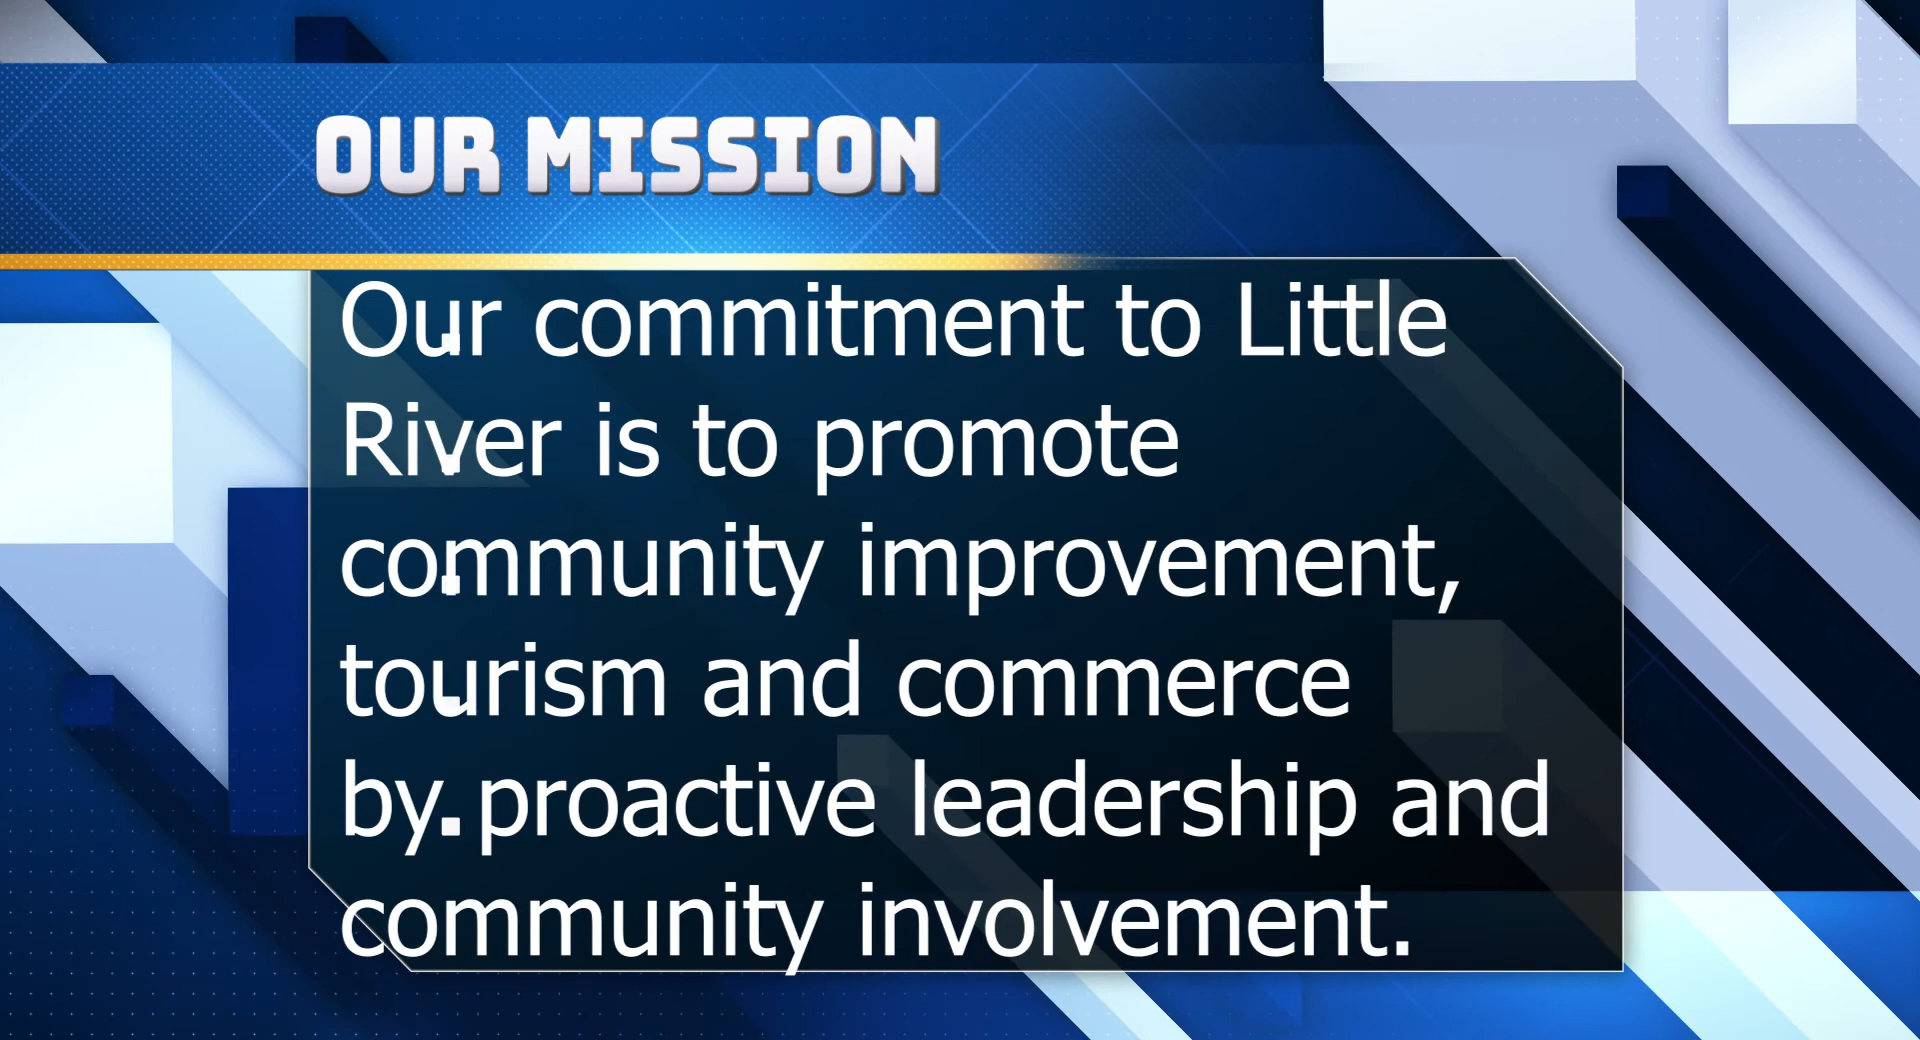 OUR MISSION
Our commitment to Little
River is to promote
community improvement,
tourism and commerce
by proactive leadership and
community involvement.